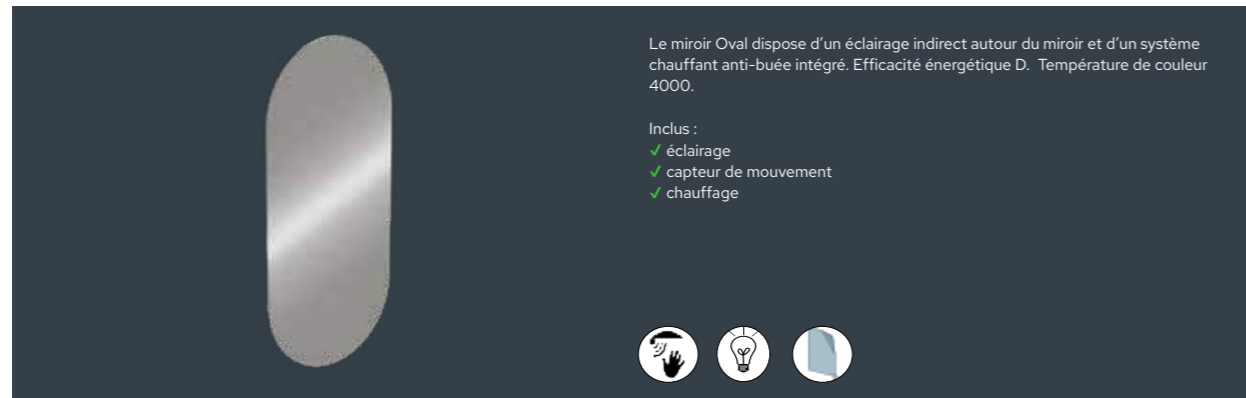 Le miroir Oval dispose d’un éclairage indirect autour du miroir et d’un système
chauffant anti-buée intégré. Efficacité énergétique D.  Température de couleur
4000.
Inclus :
✓ éclairage
✓ capteur de mouvement
✓ chauffage